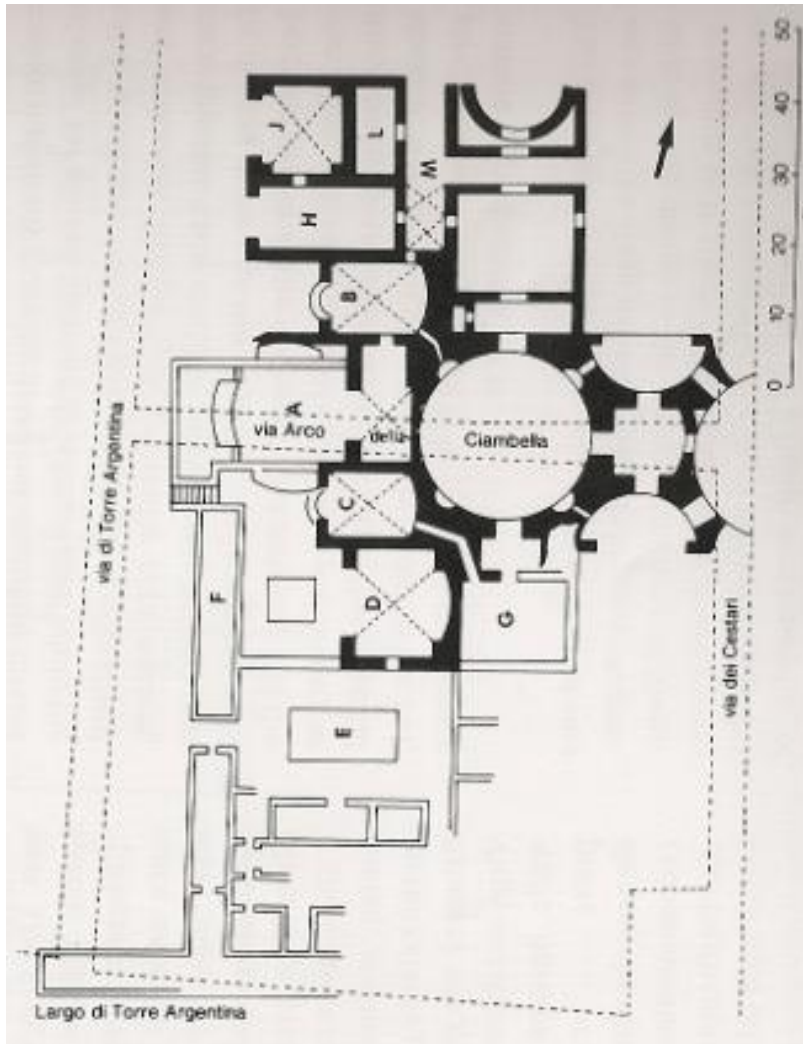 J
L
W
H
B
A
via Arco
della
Ciambella
C
D
F
G
E
via di Torre Argentina
via dei Cestari
Largo di Torre Argentina
0 10 20 30 40 50